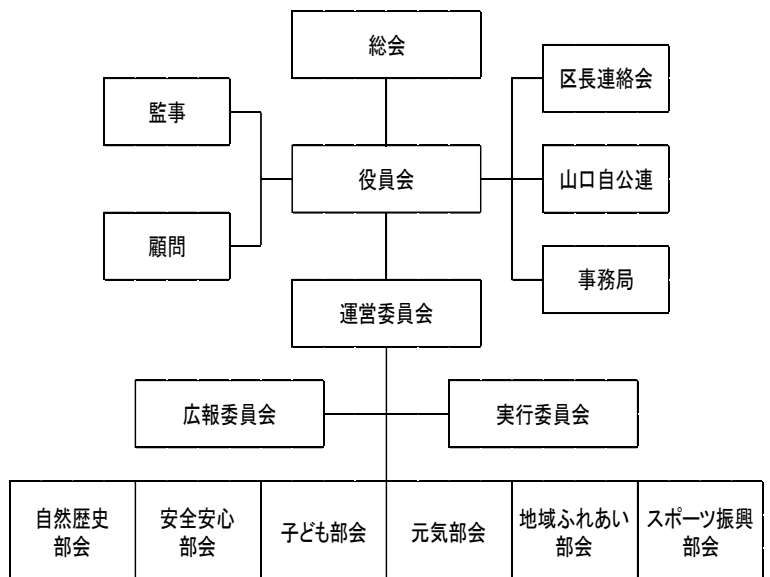 総会
区長連絡会
監事
役員会
山口自公連
顧問
事務局
運営委員会
広報委員会
実行委員会
自然歴史
部会
安全安心
部会
子ども部会
元気部会
地域ふれあい
部会
スポーツ振興
部会